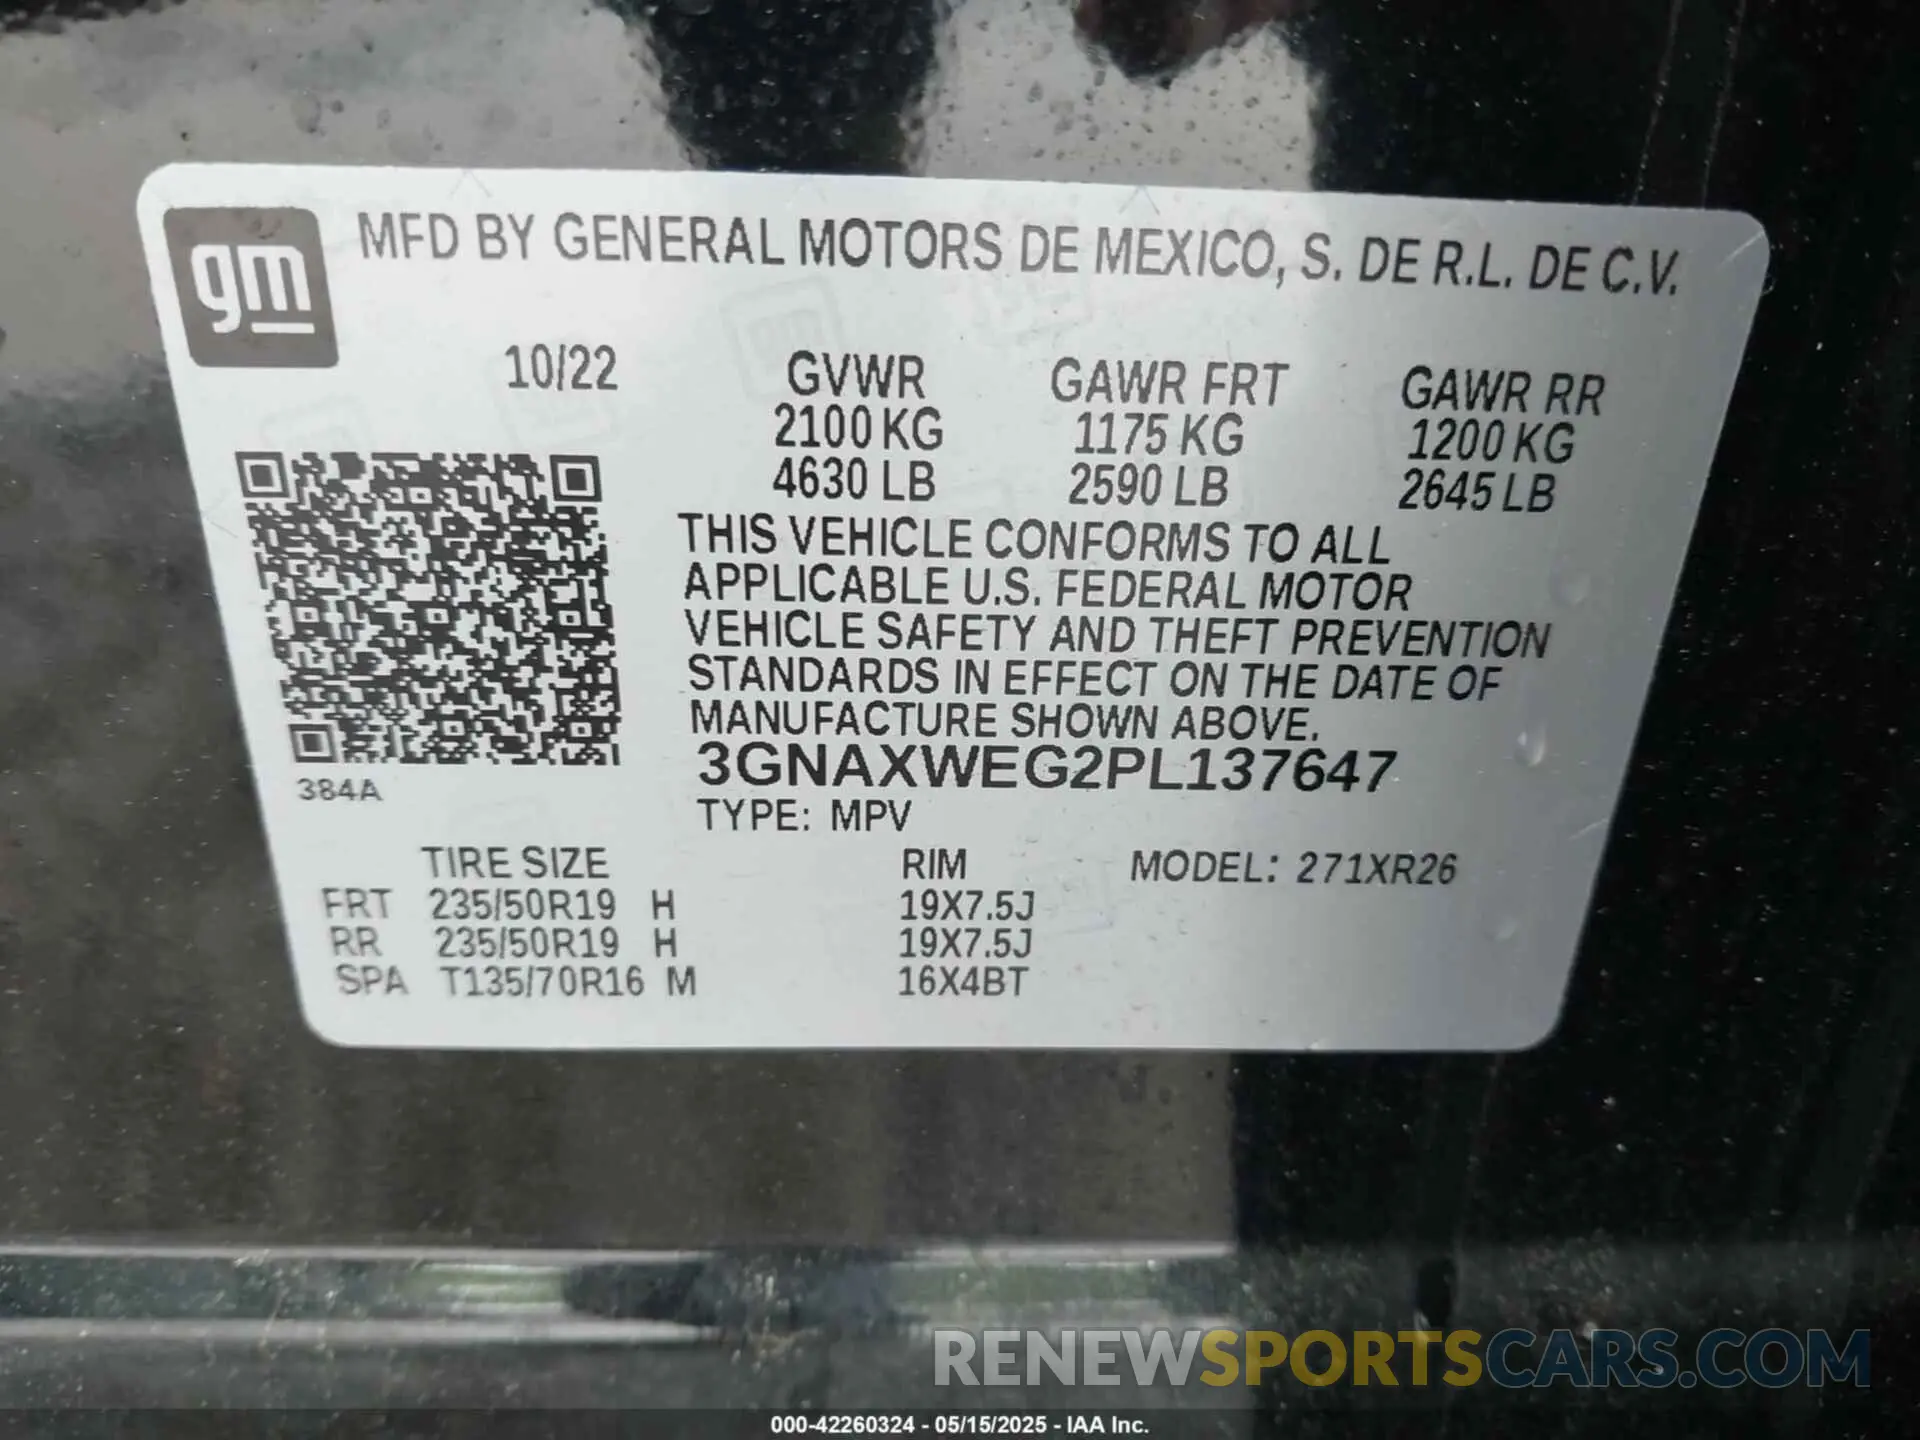 gm
MFD BY GENERAL MOTORS DE MEXICO, S. DE R.L. DE C.V.
10/22 GVWR GAWR FRT GAWR RR
2100 KG 1175 KG 1200 KG
4630 LB 2590 LB 2645 LB
THIS VEHICLE CONFORMS TO ALL
APPLICABLE U.S. FEDERAL MOTOR
VEHICLE SAFETY AND THEFT PREVENTION
STANDARDS IN EFFECT ON THE DATE OF
MANUFACTURE SHOWN ABOVE.
3GNAXWEG2PL137647
384A
TYPE: MPV
TIRE SIZE RIM MODEL: 271XR26
FRT 235/50R19 H 19X7.5J
RR 235/50R19 H 19X7.5J
SPA T135/70R16 M 16X4BT
RENEWSPORTSCARS.COM
000-42260324 - 05/15/2025 - IAA Inc.